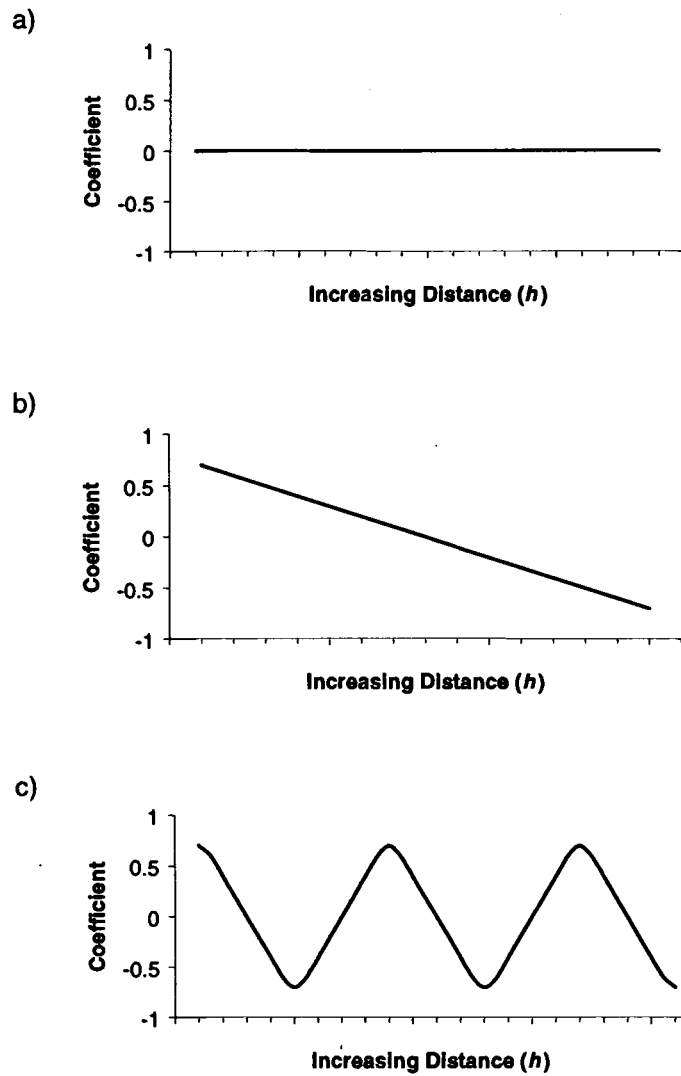 a)
1
0.5
0
-0.5
-1
Coefficient
Increasing Distance (h)
b)
1
0.5
0
-0.5
-1
Coefficient
Increasing Distance (h)
c)
1
0.5
0
-0.5
-1
Coefficient
Increasing Distance (h)